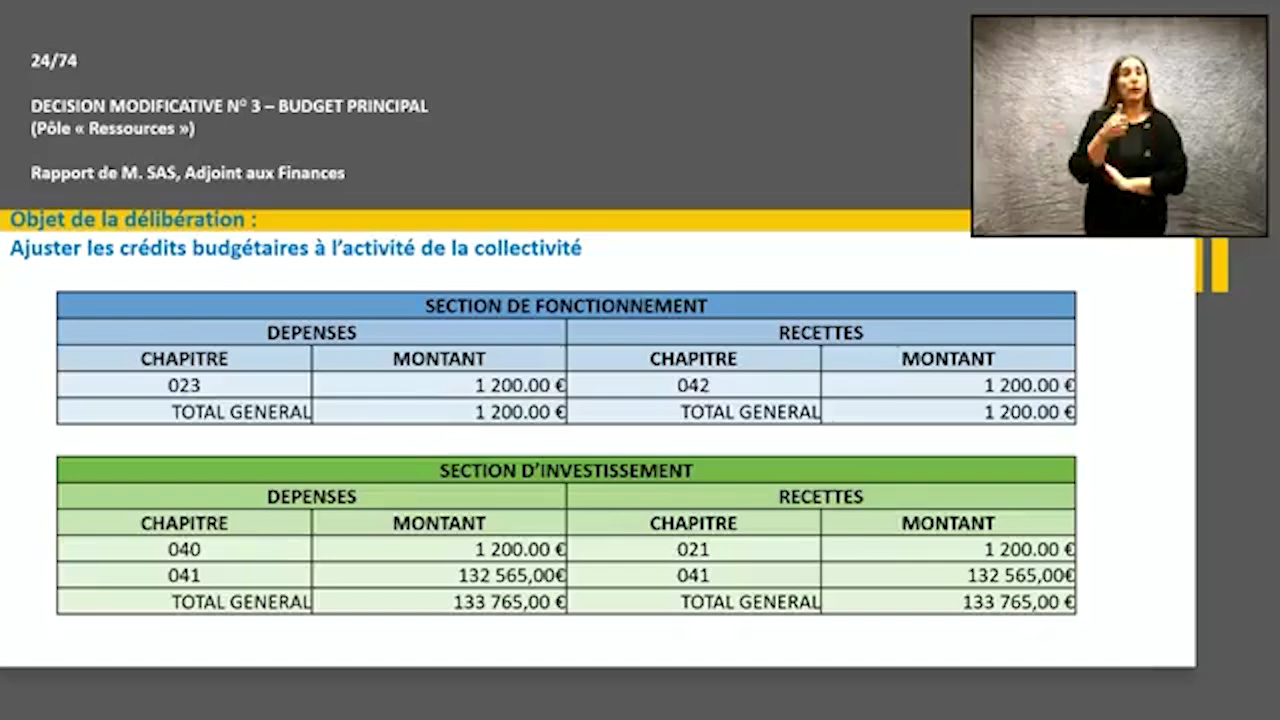 24/74
DECISION MODIFICATIVE N° 3 – BUDGET PRINCIPAL
(Pôle « Ressources »)
Rapport de M. SAS, Adjoint aux Finances
Objet de la délibération :
Ajuster les crédits budgétaires à l'activité de la collectivité
SECTION DE FONCTIONNEMENT
DEPENSES RECETTES
CHAPITRE MONTANT CHAPITRE MONTANT
023 1 200.00 € 042 1 200.00 €
TOTAL GENERAL 1 200.00 € TOTAL GENERAL 1 200.00 €
SECTION D'INVESTISSEMENT
DEPENSES RECETTES
CHAPITRE MONTANT CHAPITRE MONTANT
040 1 200.00 € 021 1 200.00 €
041 132 565,00€ 041 132 565,00€
TOTAL GENERAL 133 765,00 € TOTAL GENERAL 133 765,00 €